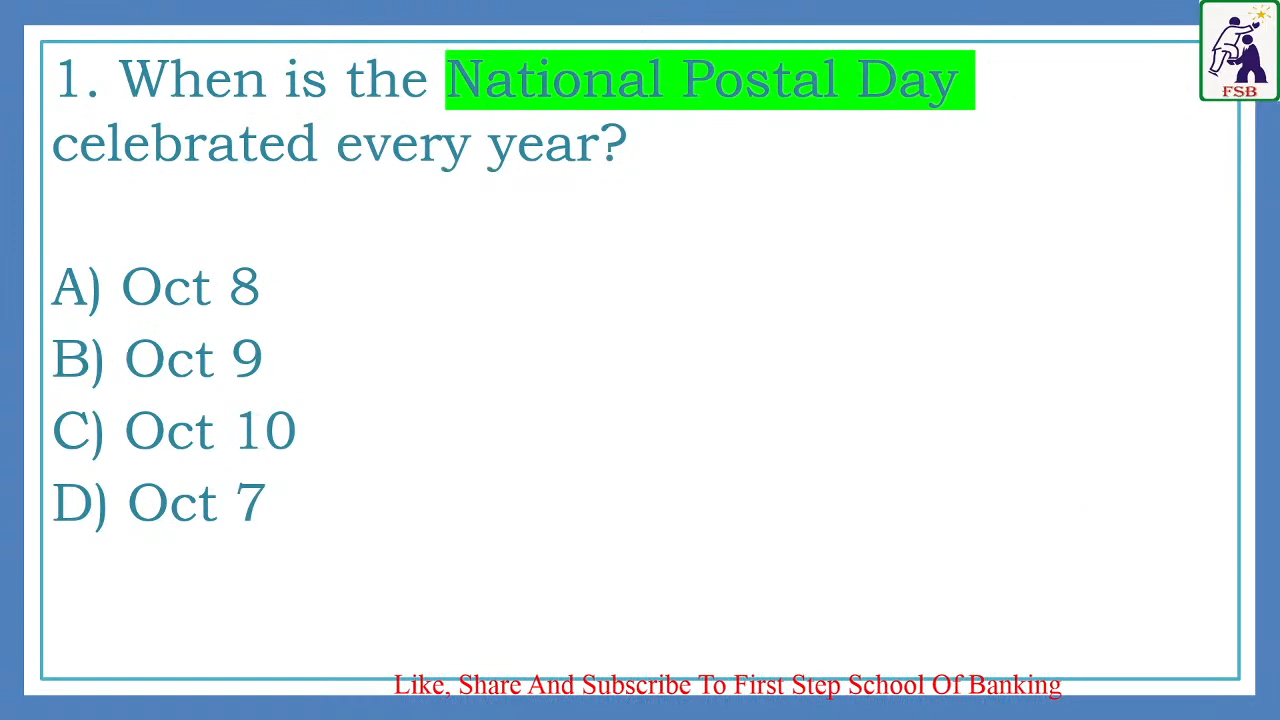 1. When is the National Postal Day
celebrated every year?
A) Oct 8
B) Oct 9
C) Oct 10
D) Oct 7
FSB
Like, Share And Subscribe To First Step School Of Banking